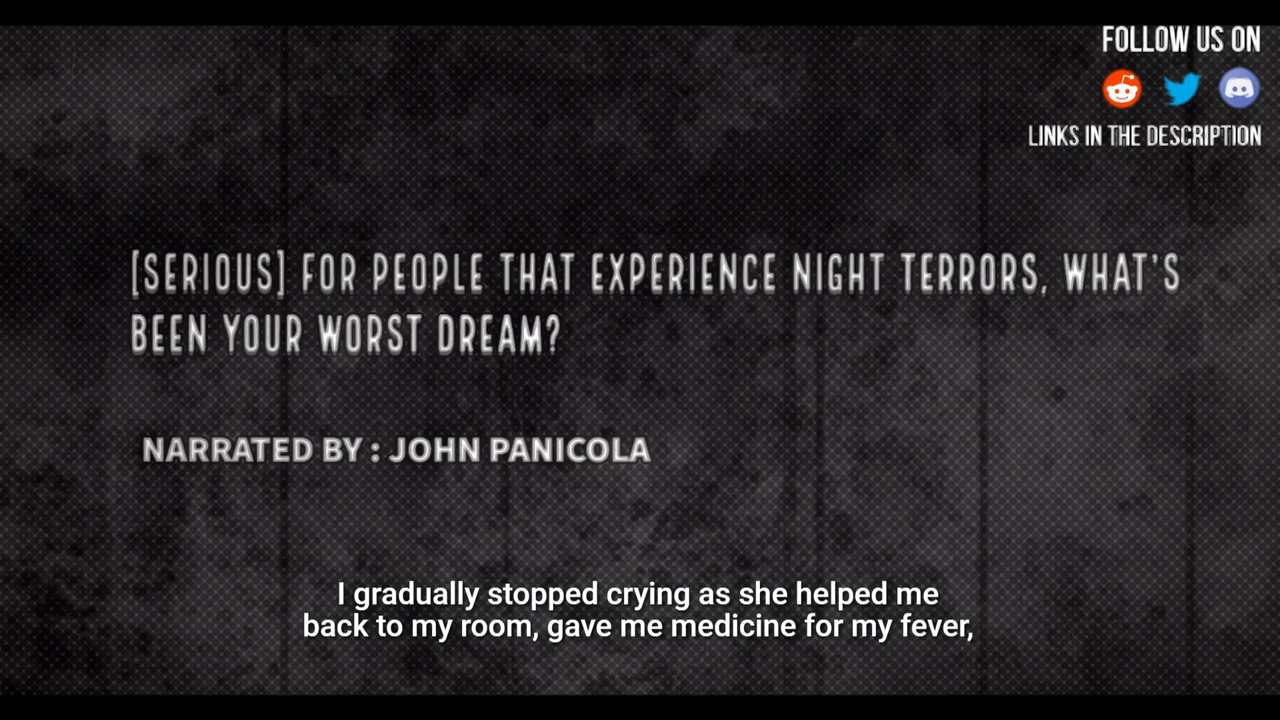 FOLLOW US ON
LINKS IN THE DESCRIPTION
[SERIOUS] FOR PEOPLE THAT EXPERIENCE NIGHT TERRORS, WHAT'S
BEEN YOUR WORST DREAM?
NARRATED BY : JOHN PANICOLA
I gradually stopped crying as she helped me
back to my room, gave me medicine for my fever,